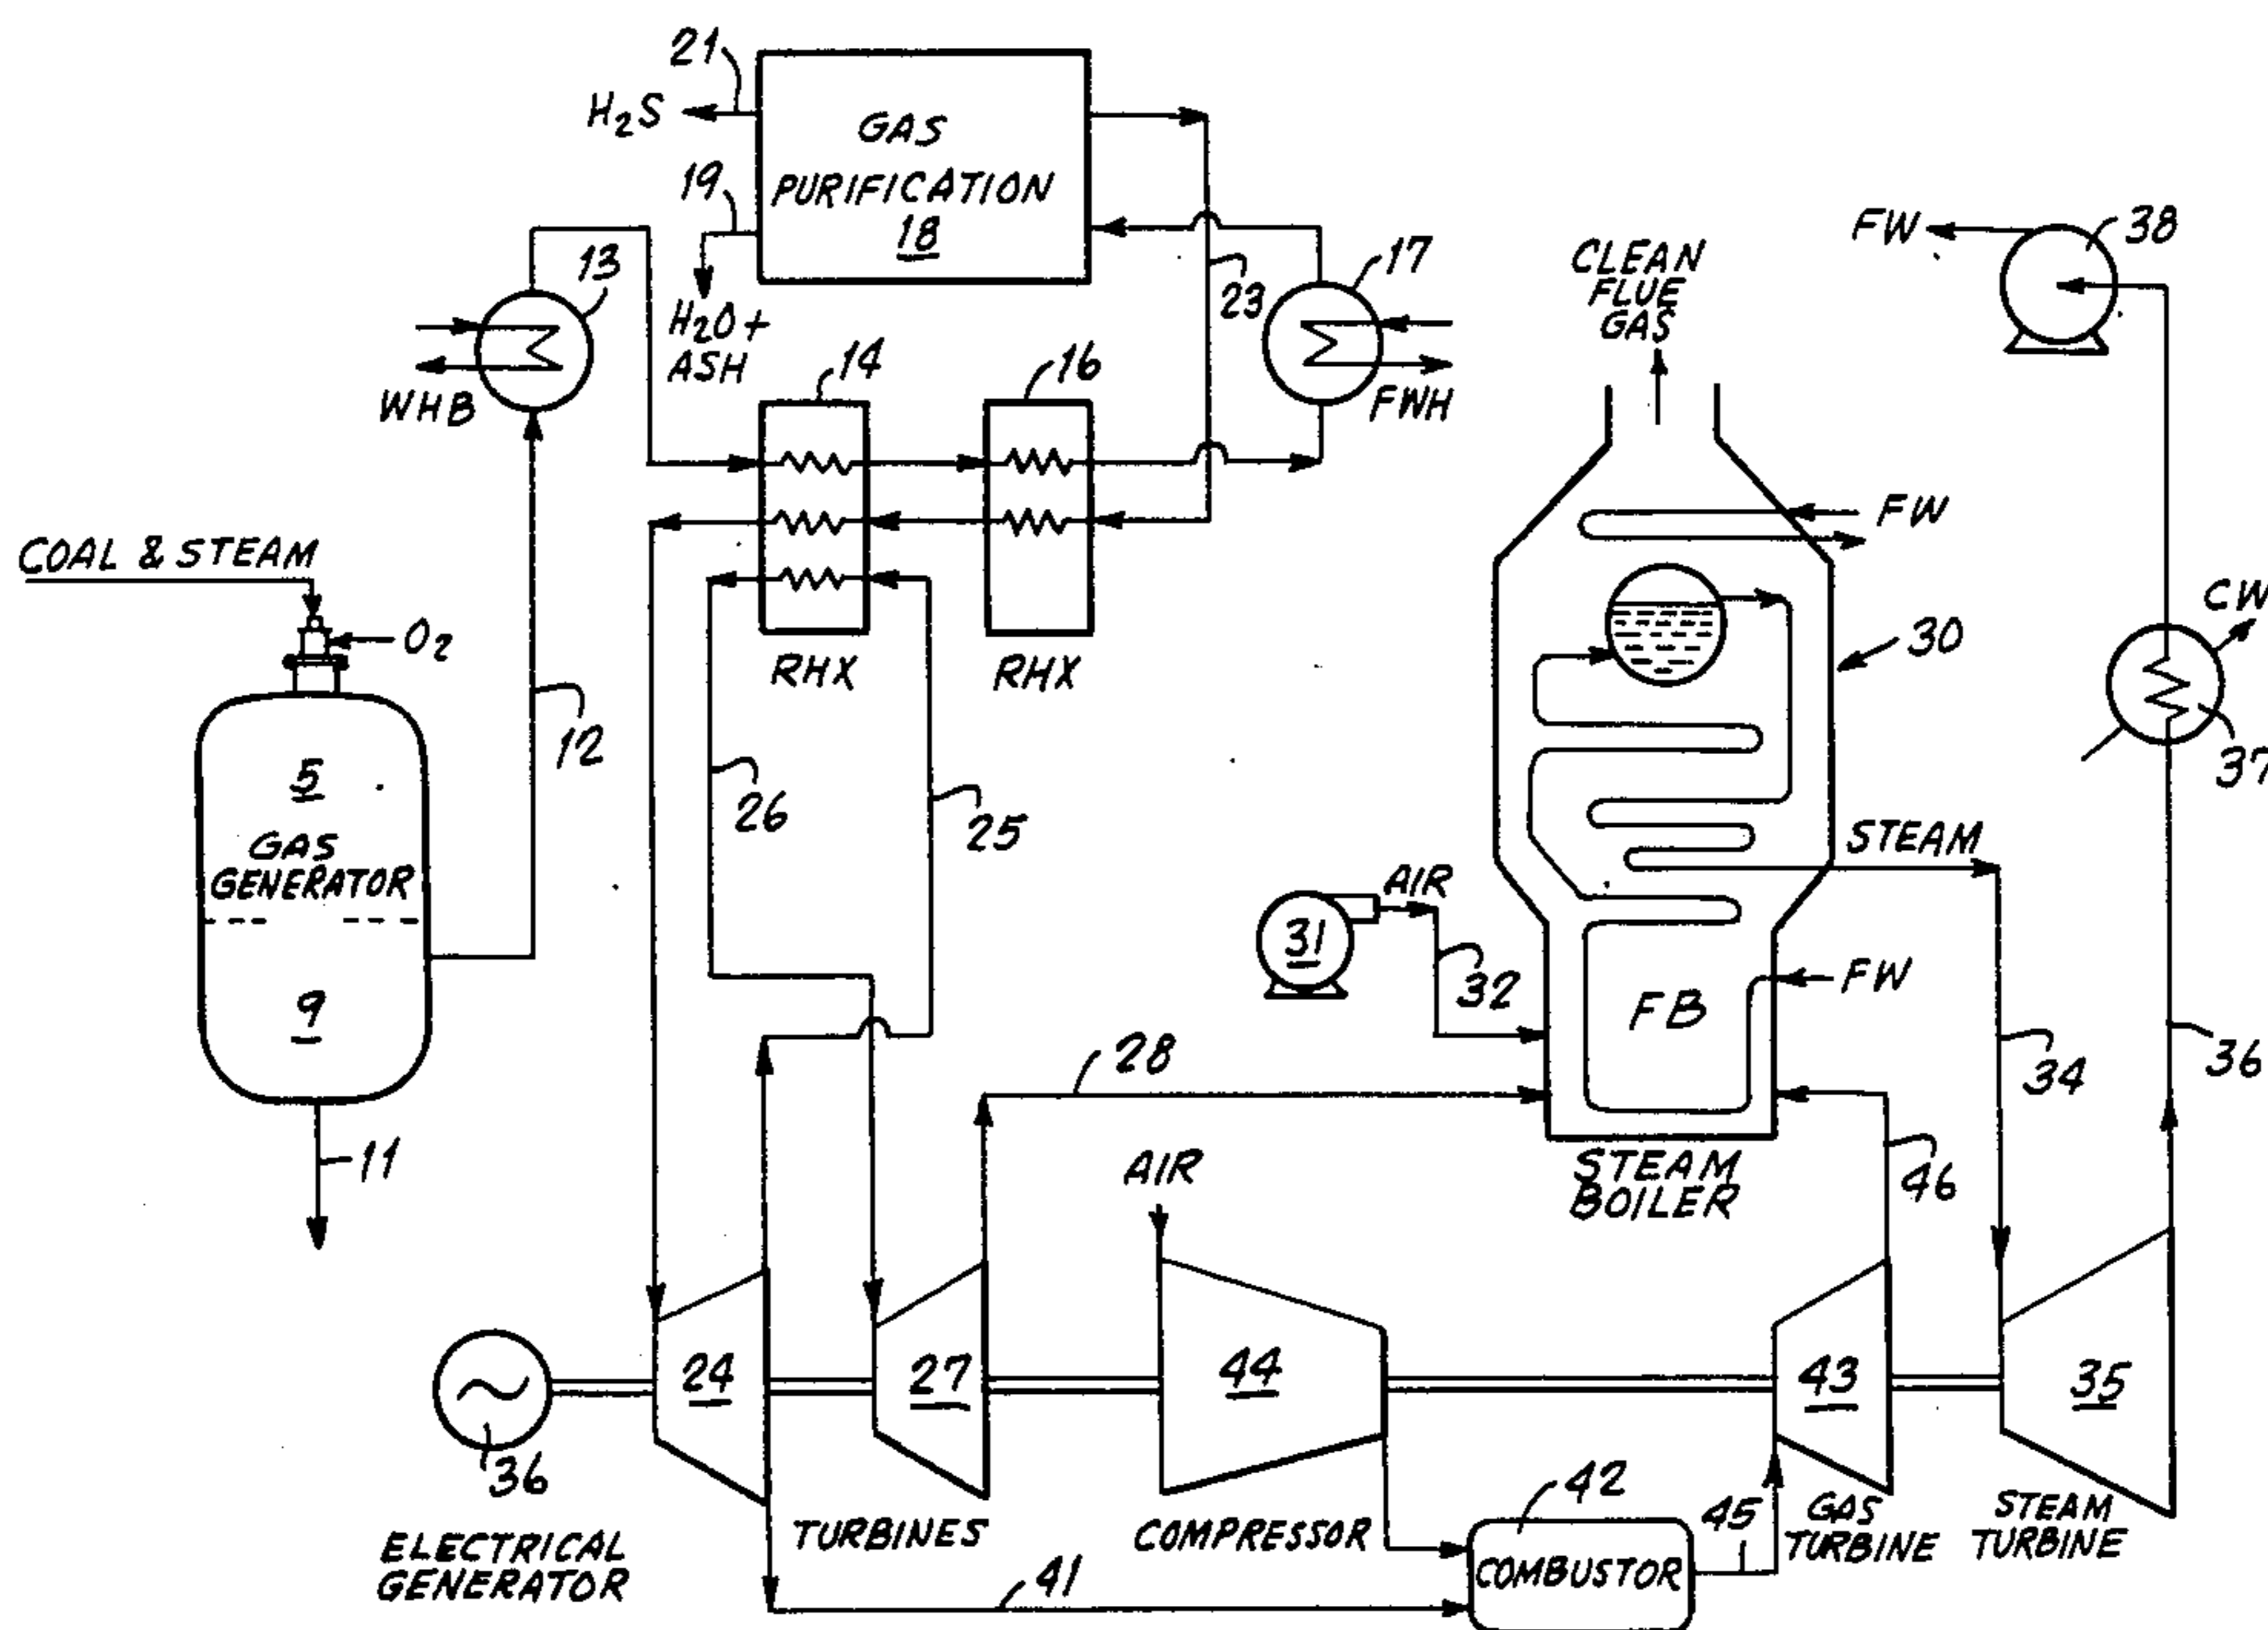 21
H2S
GAS
PURIFICATION
18
19
H2O +
ASH
13
WHB
14
16
23
17
FWH
RHX
RHX
CLEAN
FLUE
GAS
FW
38
FW
30
CW
37
COAL & STEAM
O2
5
GAS
GENERATOR
9
11
12
26
25
STEAM
31
AIR
32
FB
FW
34
36
28
STEAM
BOILER
46
AIR
24
27
44
43
35
36
ELECTRICAL
GENERATOR
TURBINES
COMPRESSOR
42
COMBUSTOR
45
GAS
TURBINE
STEAM
TURBINE
41